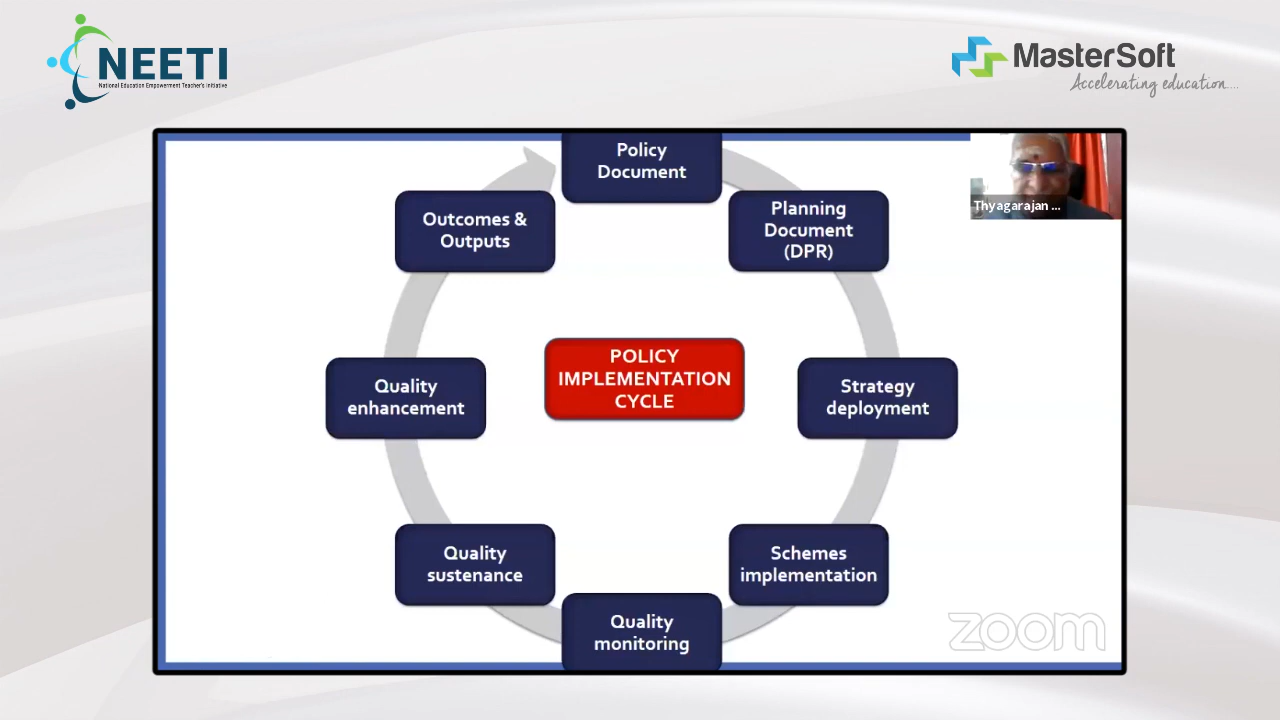 NEETI
National Education Empowerment Teacher's Initiative
MasterSoft
Accelerating education....
Policy
Document
Planning
Document
(DPR)
Thyagarajan ...
Outcomes &
Outputs
POLICY
IMPLEMENTATION
CYCLE
Quality
enhancement
Strategy
deployment
Quality
sustenance
Schemes
implementation
Quality
monitoring
zoom